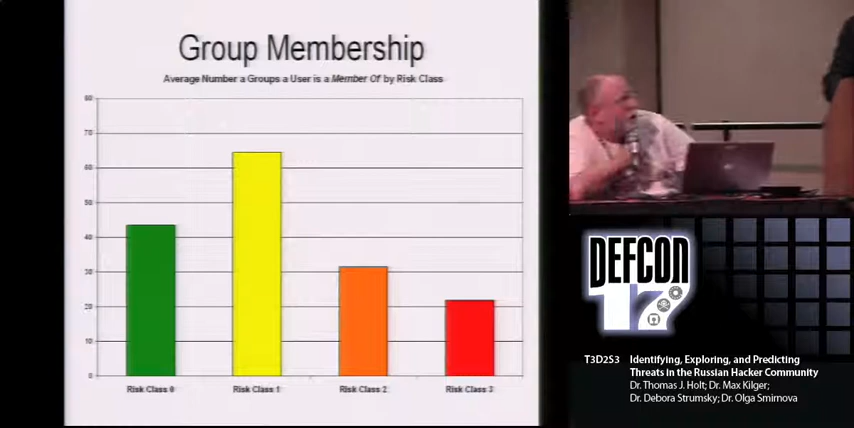 Group Membership
Average Number a Groups a User is a Member Of by Risk Class
80
70
60
50
40
30
20
10
0
Risk Class 0
Risk Class 1
Risk Class 2
Risk Class 3
DEFCON
17
T3D2S3 Identifying, Exploring, and Predicting
Threats in the Russian Hacker Community
Dr. Thomas J. Holt; Dr. Max Kilger;
Dr. Debora Strumsky; Dr. Olga Smirnova